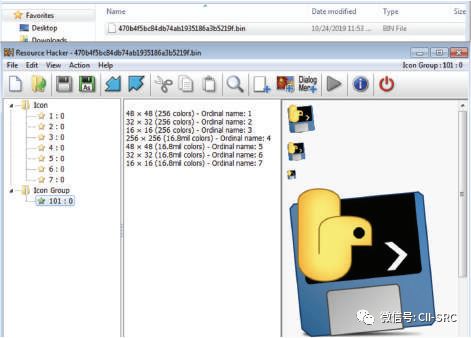 Favorites
Desktop
Downloads
Name
Date modified
Type
Size
470b4f5bc84db74ab1935186a3b5219f.bin
10/24/2019 11:53 ...
BIN File
Resource Hacker - 470b4f5bc84db74ab1935186a3b5219f.bin
File Edit View Action Help
Icon Group : 101 : 0
As
Dialog
Menu
Icon
1 : 0
2 : 0
3 : 0
4 : 0
5 : 0
6 : 0
7 : 0
Icon Group
101 : 0
48 × 48 (256 colors) - Ordinal name: 1
32 × 32 (256 colors) - Ordinal name: 2
16 × 16 (256 colors) - Ordinal name: 3
256 × 256 (16.8mil colors) - Ordinal name: 4
48 × 48 (16.8mil colors) - Ordinal name: 5
32 × 32 (16.8mil colors) - Ordinal name: 6
16 × 16 (16.8mil colors) - Ordinal name: 7
微信号: CII-SRC